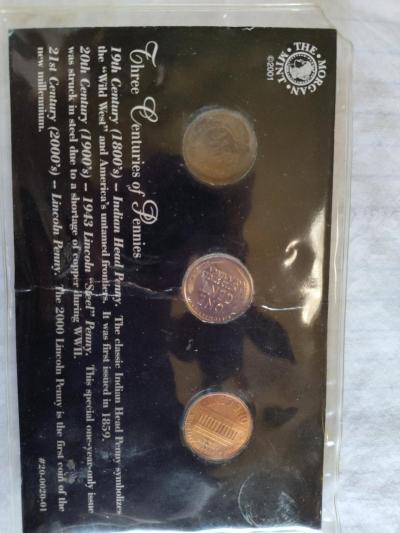 THE MORGAN MINT
©2001
Three Centuries of Pennies
19th Century (1800's) -- Indian Head Penny. The classic Indian Head Penny symbolizes
the "Wild West" and America's untamed frontiers. It was first issued in 1859.
20th Century (1900's) -- 1943 Lincoln "Steel" Penny. This special one-year-only issue
was struck in steel due to a shortage of copper during WWII.
21st Century (2000's) -- Lincoln Penny. The 2000 Lincoln Penny is the first coin of the
new millennium.
#20-0020-01
ONE
CENT